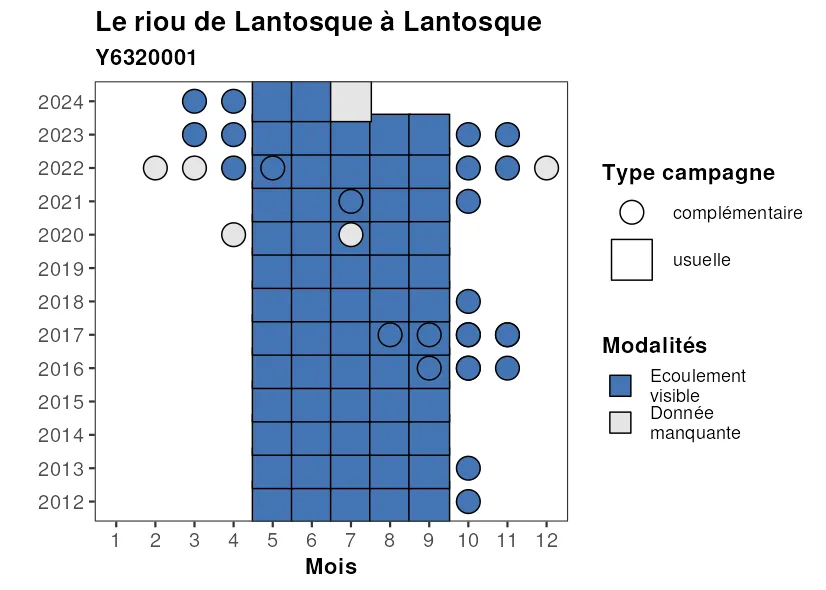 Le riou de Lantosque à Lantosque
Y6320001
2024
2023
2022
2021
2020
2019
2018
2017
2016
2015
2014
2013
2012
1 2 3 4 5 6 7 8 9 10 11 12
Mois
Type campagne
complémentaire
usuelle
Modalités
Ecoulement
visible
Donnée
manquante